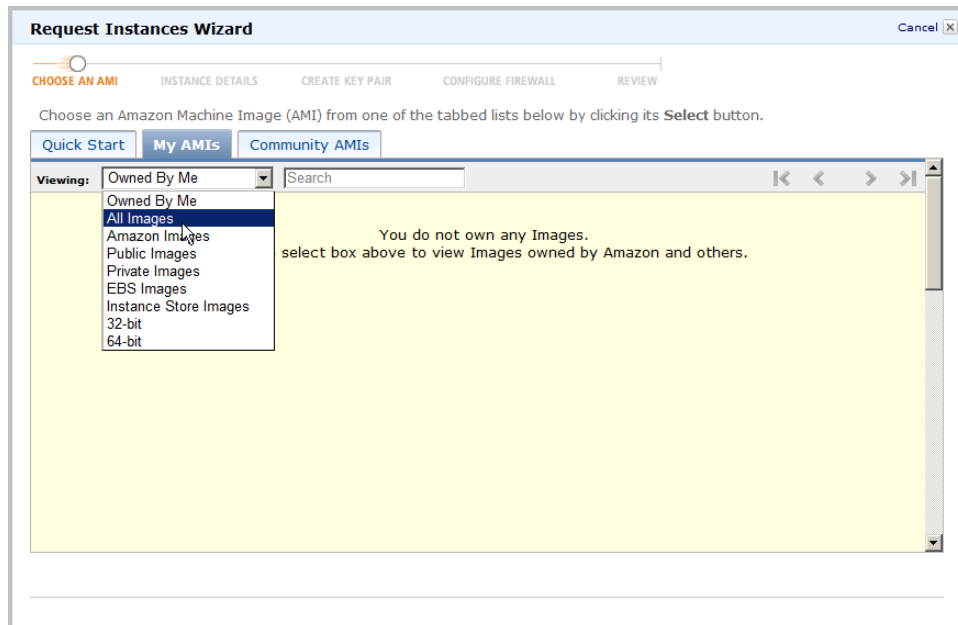 Request Instances Wizard
Cancel
CHOOSE AN AMI INSTANCE DETAILS CREATE KEY PAIR CONFIGURE FIREWALL REVIEW
Choose an Amazon Machine Image (AMI) from one of the tabbed lists below by clicking its Select button.
Quick Start My AMIs Community AMIs
Viewing: Owned By Me Search
Owned By Me
All Images
Amazon Images
Public Images
Private Images
EBS Images
Instance Store Images
32-bit
64-bit
You do not own any Images.
select box above to view Images owned by Amazon and others.